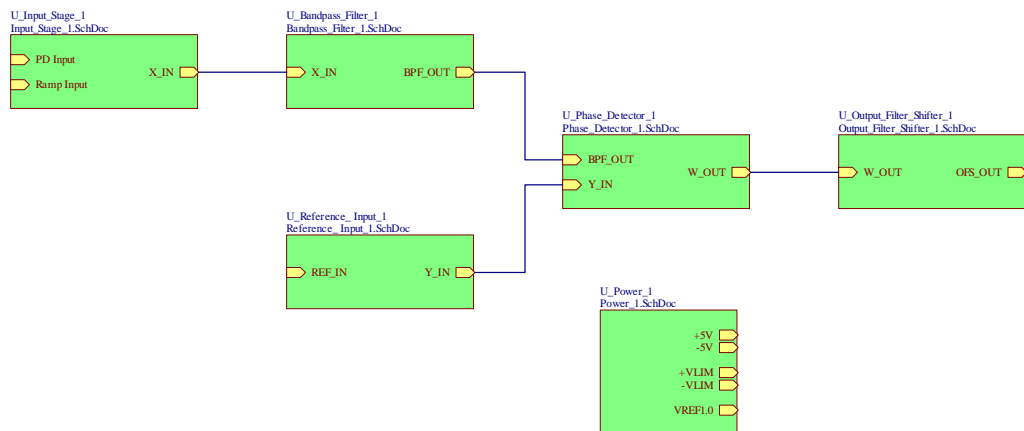 U_Input_Stage_1
Input_Stage_1.SchDoc
PD Input
Ramp Input
X_IN
U_Bandpass_Filter_1
Bandpass_Filter_1.SchDoc
X_IN
BPF_OUT
U_Phase_Detector_1
Phase_Detector_1.SchDoc
BPF_OUT
Y_IN
W_OUT
U_Output_Filter_Shifter_1
Output_Filter_Shifter_1.SchDoc
W_OUT
OFS_OUT
U_Reference_ Input_1
Reference_ Input_1.SchDoc
REF_IN
Y_IN
U_Power_1
Power_1.SchDoc
+5V
-5V
+VLIM
-VLIM
VREF1.0